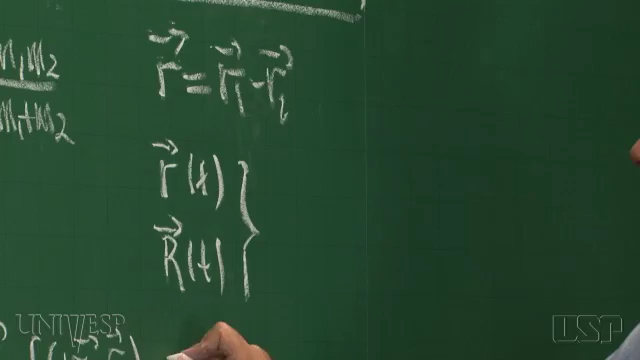 m₁m₂
m₁+m₂
r⃗ = r⃗₁ - r⃗₂
r⃗(t)
R⃗(t) }
UNIVESP
USP